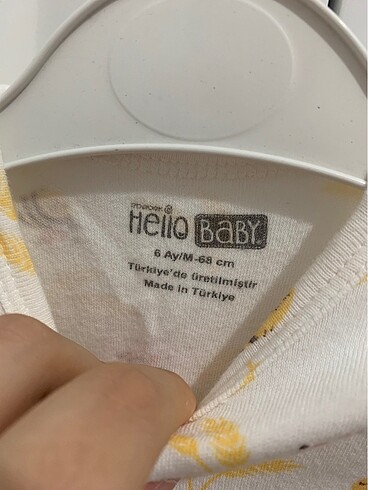 Hello BABY
6 Ay/M-68 cm
Türkiye'de üretilmiştir
Made in Türkiye